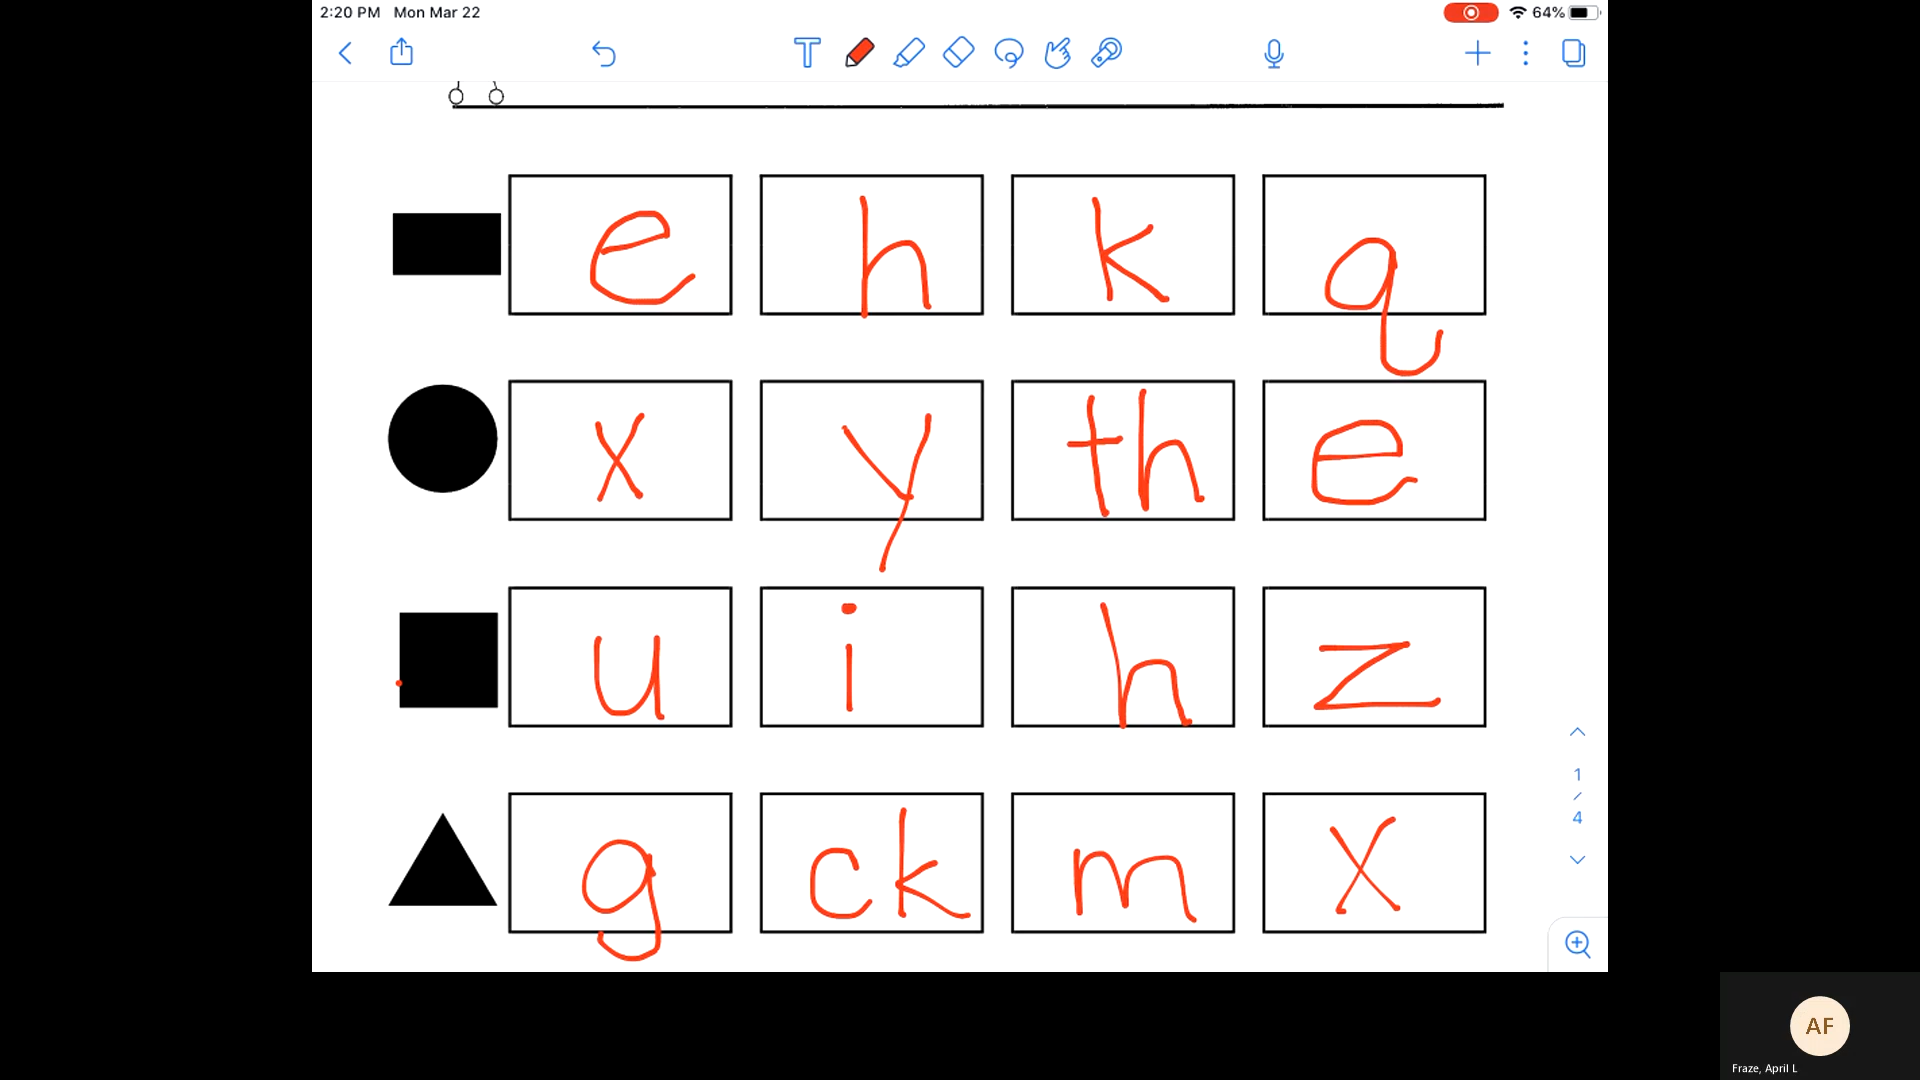 2:20 PM Mon Mar 22 64%
e h k q
x y th e
u i h z
1
/
4
g ck m x
AF
Fraze, April L